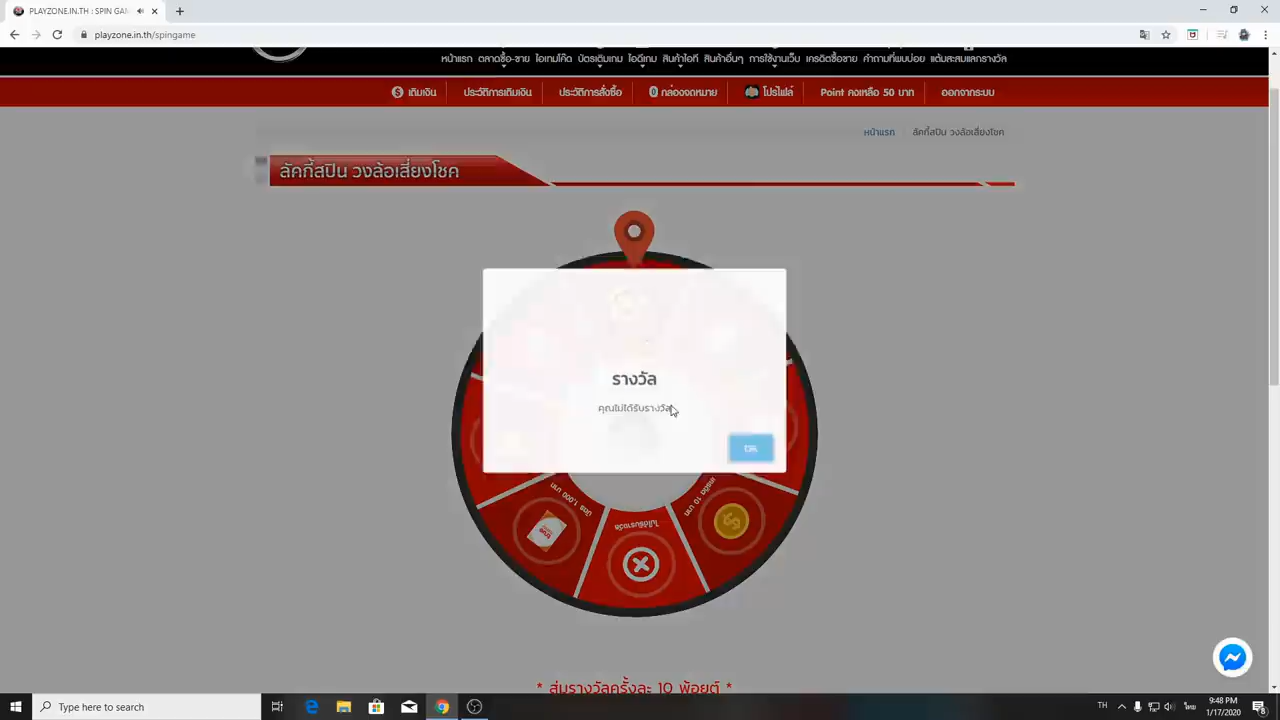 PLAYZONE.IN.TH : SPIN GA
playzone.in.th/spingame
หน้าแรก ตลาดซื้อ-ขาย ไอเทมโค๊ด บัตรเติมเกม ไอดีเกม สินค้าไอที สินค้าอื่นๆ การใช้งานเว็บ เครดิตซื้อขาย คำถามที่พบบ่อย แต้มสะสมแลกรางวัล
เติมเงิน ประวัติการเติมเงิน ประวัติการสั่งซื้อ 0 กล่องจดหมาย โปรไฟล์ Point คงเหลือ 50 บาท ออกจากระบบ
หน้าแรก ลัคกี้สปิน วงล้อเสี่ยงโชค
ลัคกี้สปิน วงล้อเสี่ยงโชค
รางวัล
คุณไม่ได้รับรางวัล
OK
บัตร 1,000 บาท
ไม่ได้รับรางวัล
เครดิต 10 บาท
* สุ่มรางวัลครั้งละ 10 พ้อยต์ *
Type here to search
TH
ไทย
9:48 PM
1/17/2020
8